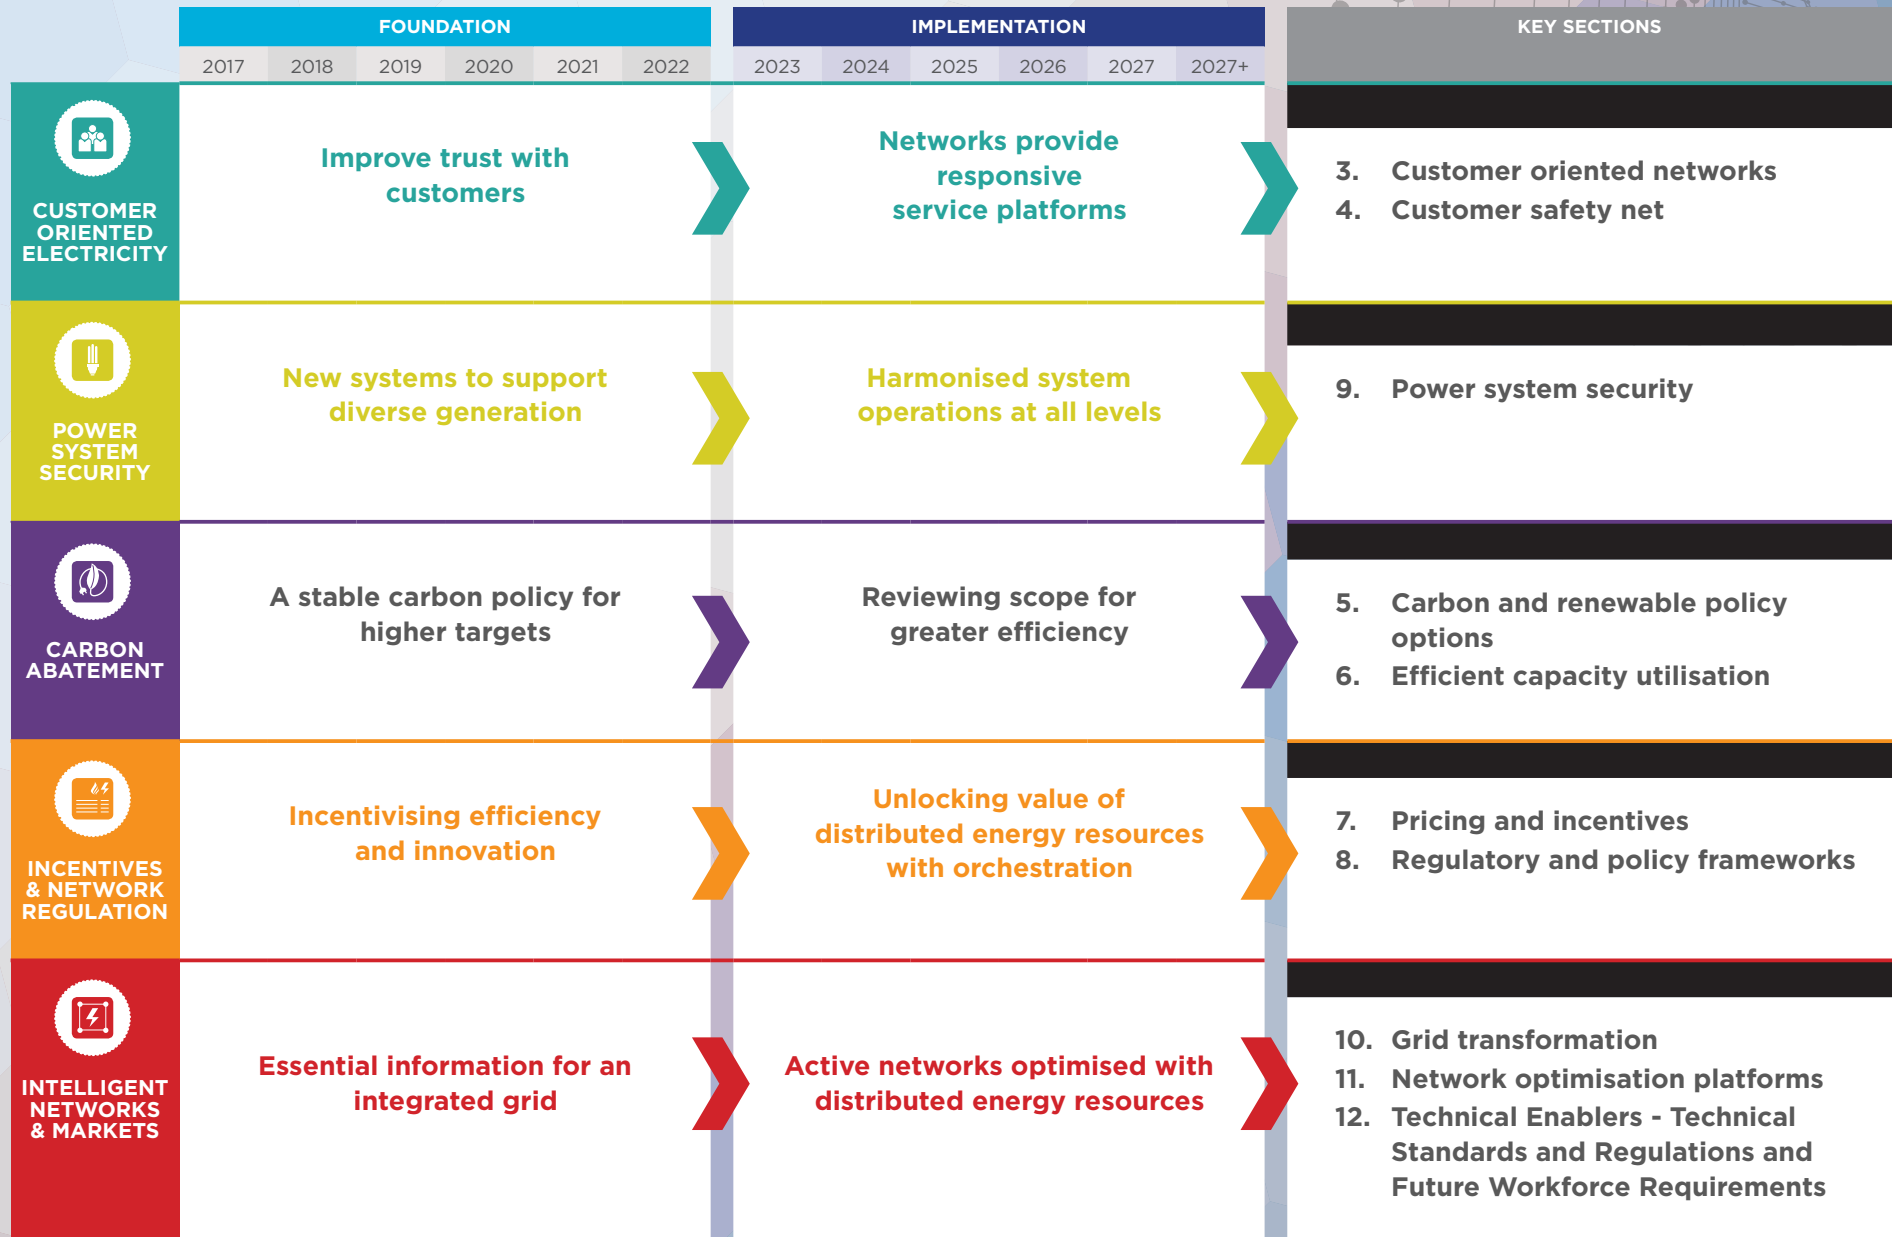 FOUNDATION
IMPLEMENTATION
KEY SECTIONS
2017 2018 2019 2020 2021 2022 2023 2024 2025 2026 2027 2027+
CUSTOMER
ORIENTED
ELECTRICITY
Improve trust with
customers
Networks provide
responsive
service platforms
3. Customer oriented networks
4. Customer safety net
POWER
SYSTEM
SECURITY
New systems to support
diverse generation
Harmonised system
operations at all levels
9. Power system security
CARBON
ABATEMENT
A stable carbon policy for
higher targets
Reviewing scope for
greater efficiency
5. Carbon and renewable policy
options
6. Efficient capacity utilisation
INCENTIVES
& NETWORK
REGULATION
Incentivising efficiency
and innovation
Unlocking value of
distributed energy resources
with orchestration
7. Pricing and incentives
8. Regulatory and policy frameworks
INTELLIGENT
NETWORKS
& MARKETS
Essential information for an
integrated grid
Active networks optimised with
distributed energy resources
10. Grid transformation
11. Network optimisation platforms
12. Technical Enablers - Technical
Standards and Regulations and
Future Workforce Requirements